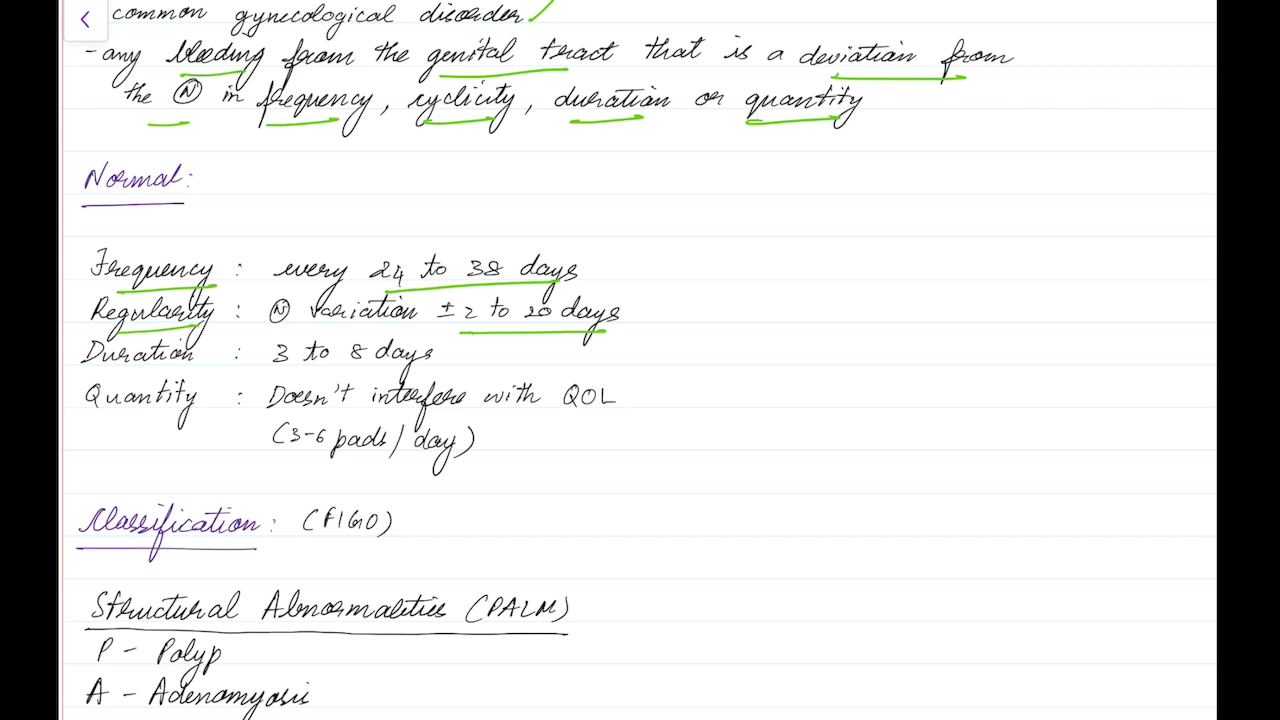 common gynecological disorder
- any bleeding from the genital tract that is a deviation from
the Ⓝ in frequency, cyclicity, duration or quantity
Normal:
Frequency : every 24 to 38 days
Regularity : Ⓝ variation ± 2 to 20 days
Duration : 3 to 8 days
Quantity : Doesn't interfere with QOL
(3-6 pads/day)
Classification: (FIGO)
Structural Abnormalities (PALM)
P - Polyp
A - Adenomyosis